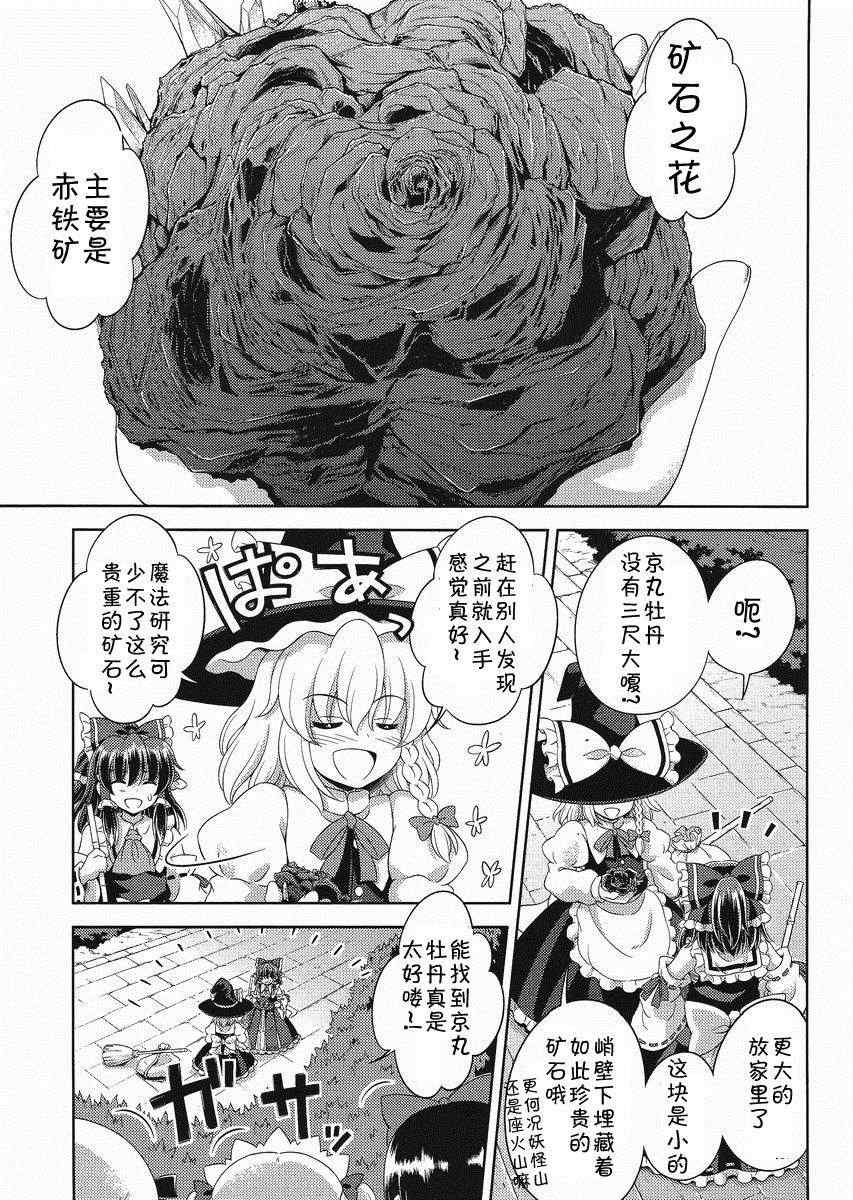 矿石之花
主要是
赤铁矿
呃?
京丸牡丹
没有三尺大嘎?
更大的
放家里了
这块是小的
峭壁下埋藏着
如此珍贵的
矿石哦
更何况妖怪山
还是座火山嘛
赶在别人发现
之前就入手
感觉真好~
ぱぁ
魔法研究可
少不了这么
贵重的矿石~
能找到京丸
牡丹真是
太好喽~
ガガガッ